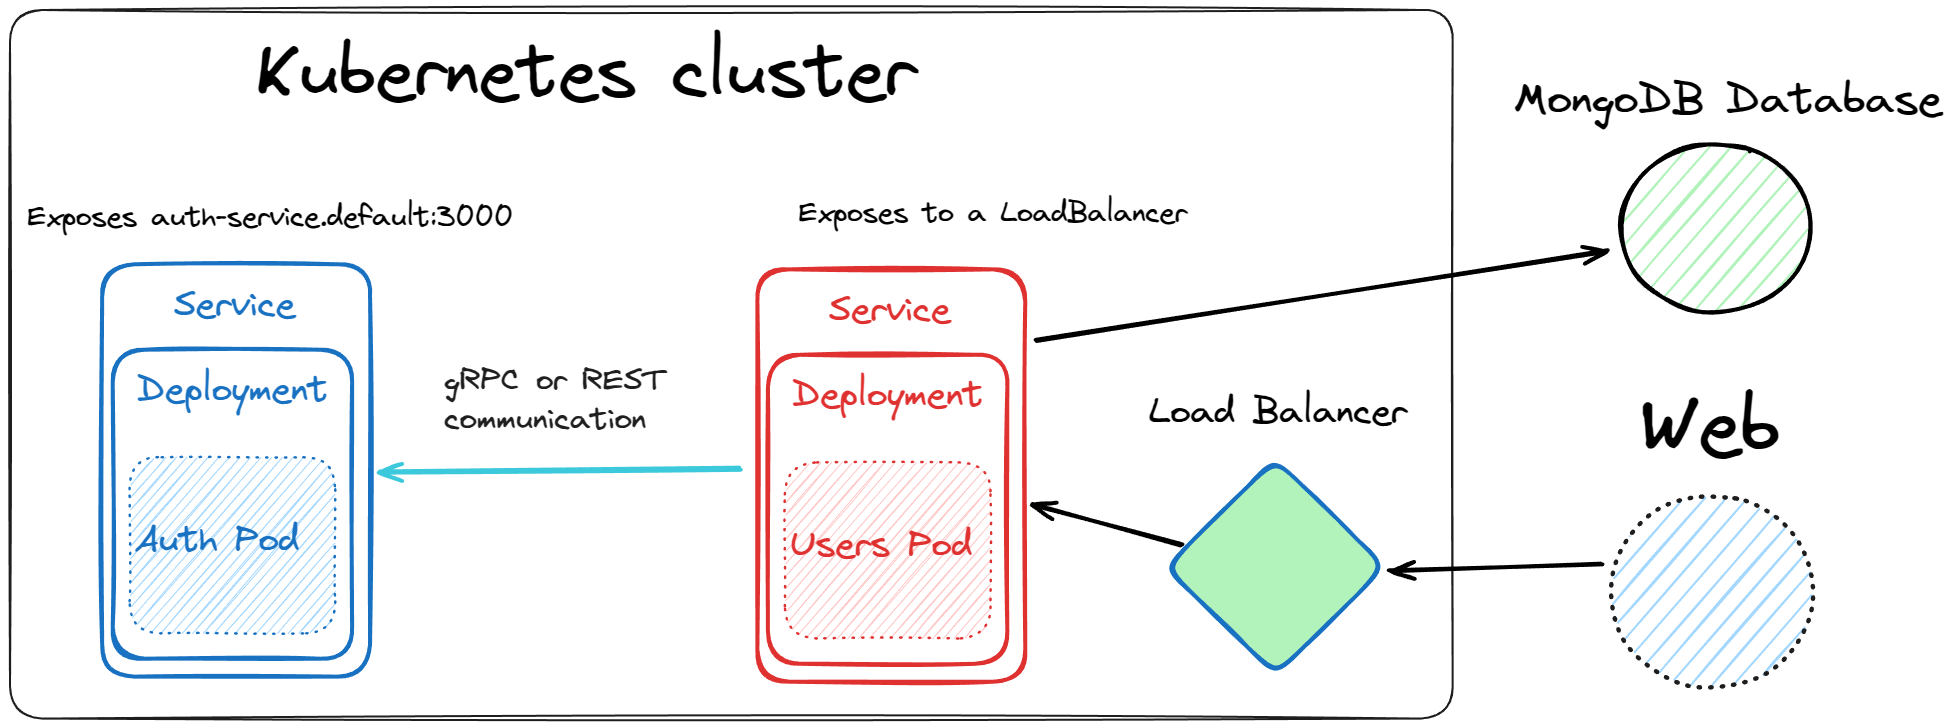 Kubernetes cluster
MongoDB Database
Exposes auth-service.default:3000
Exposes to a LoadBalancer
Service
Deployment
Auth Pod
gRPC or REST
communication
Service
Deployment
Users Pod
Load Balancer
Web